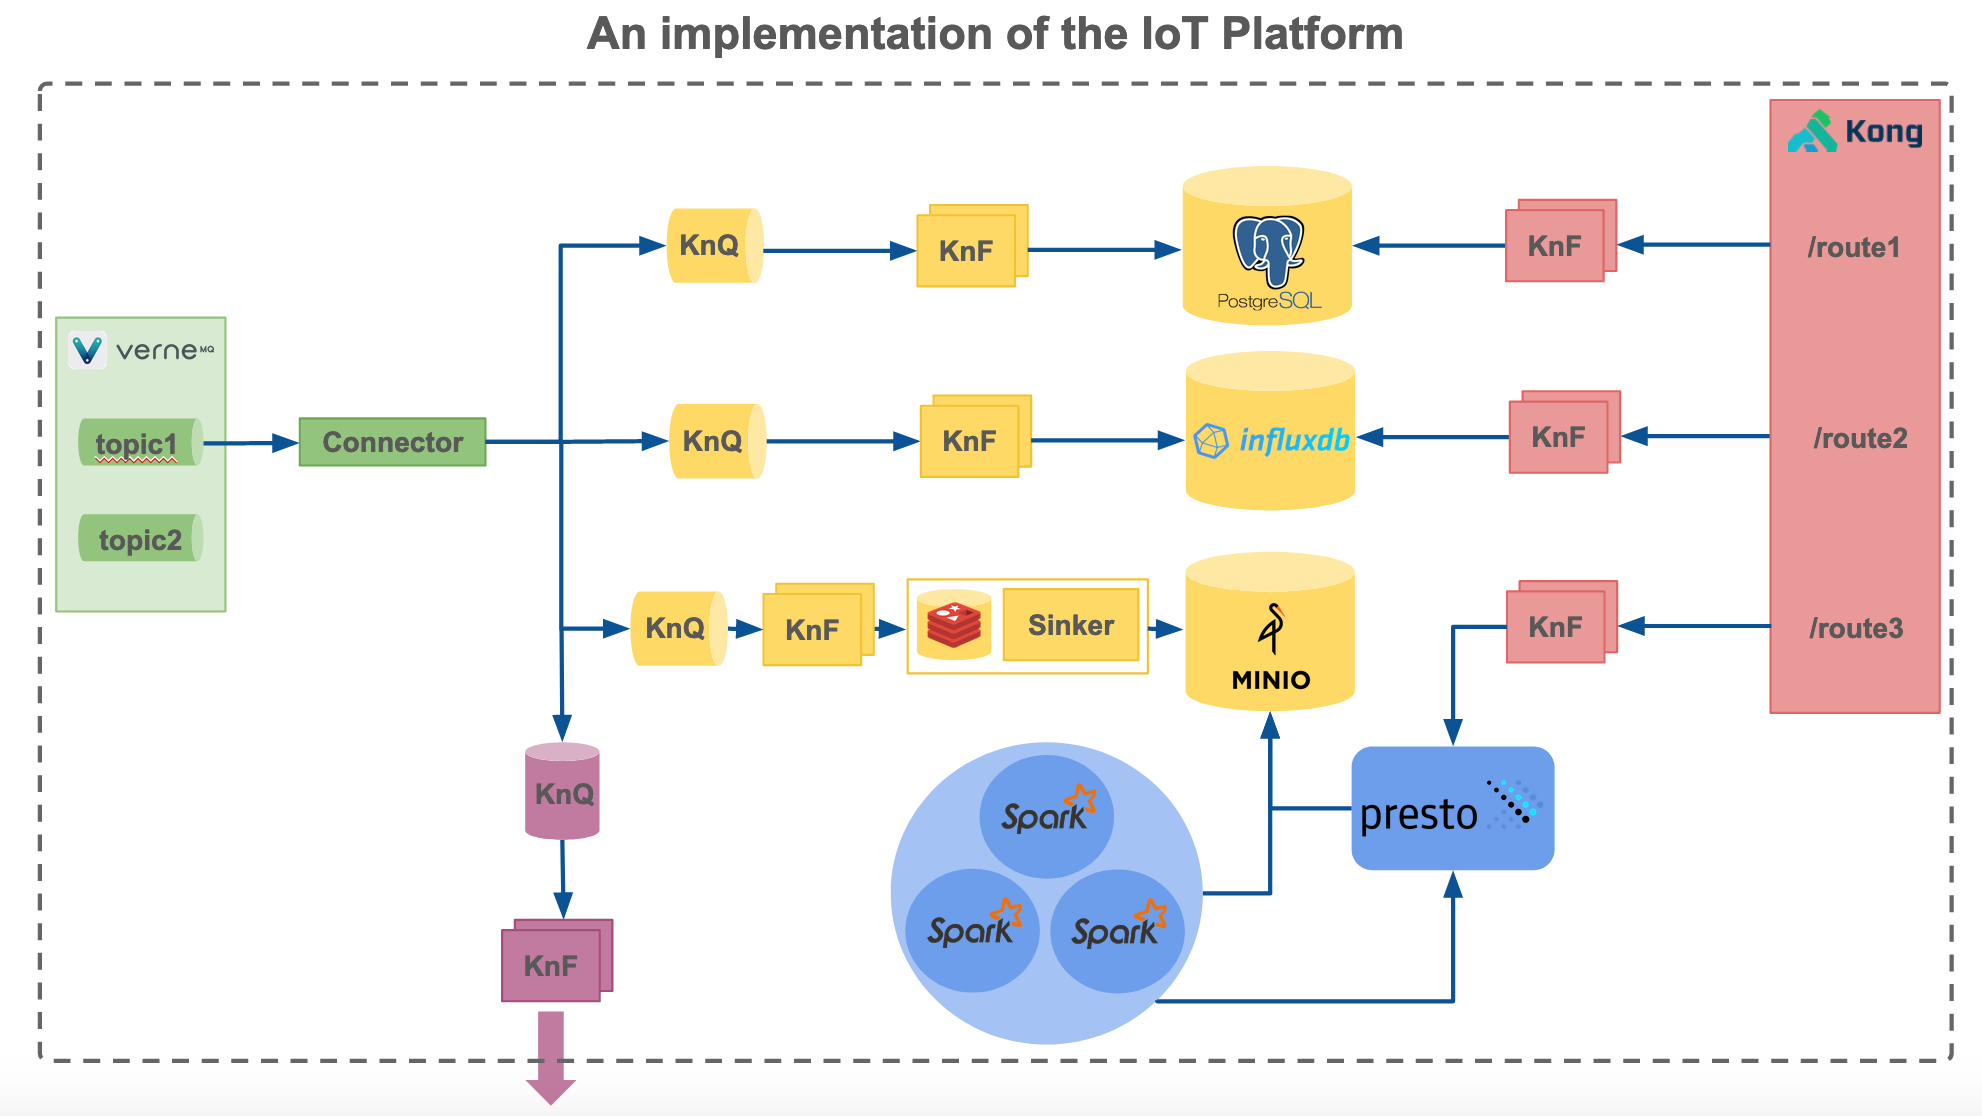 An implementation of the IoT Platform
Kong
KnQ
KnF
PostgreSQL
KnF
/route1
verneMQ
topic1
Connector
KnQ
KnF
influxdb
KnF
/route2
topic2
KnQ
KnF
Sinker
MINIO
KnF
/route3
KnQ
Spark
presto
Spark
Spark
KnF